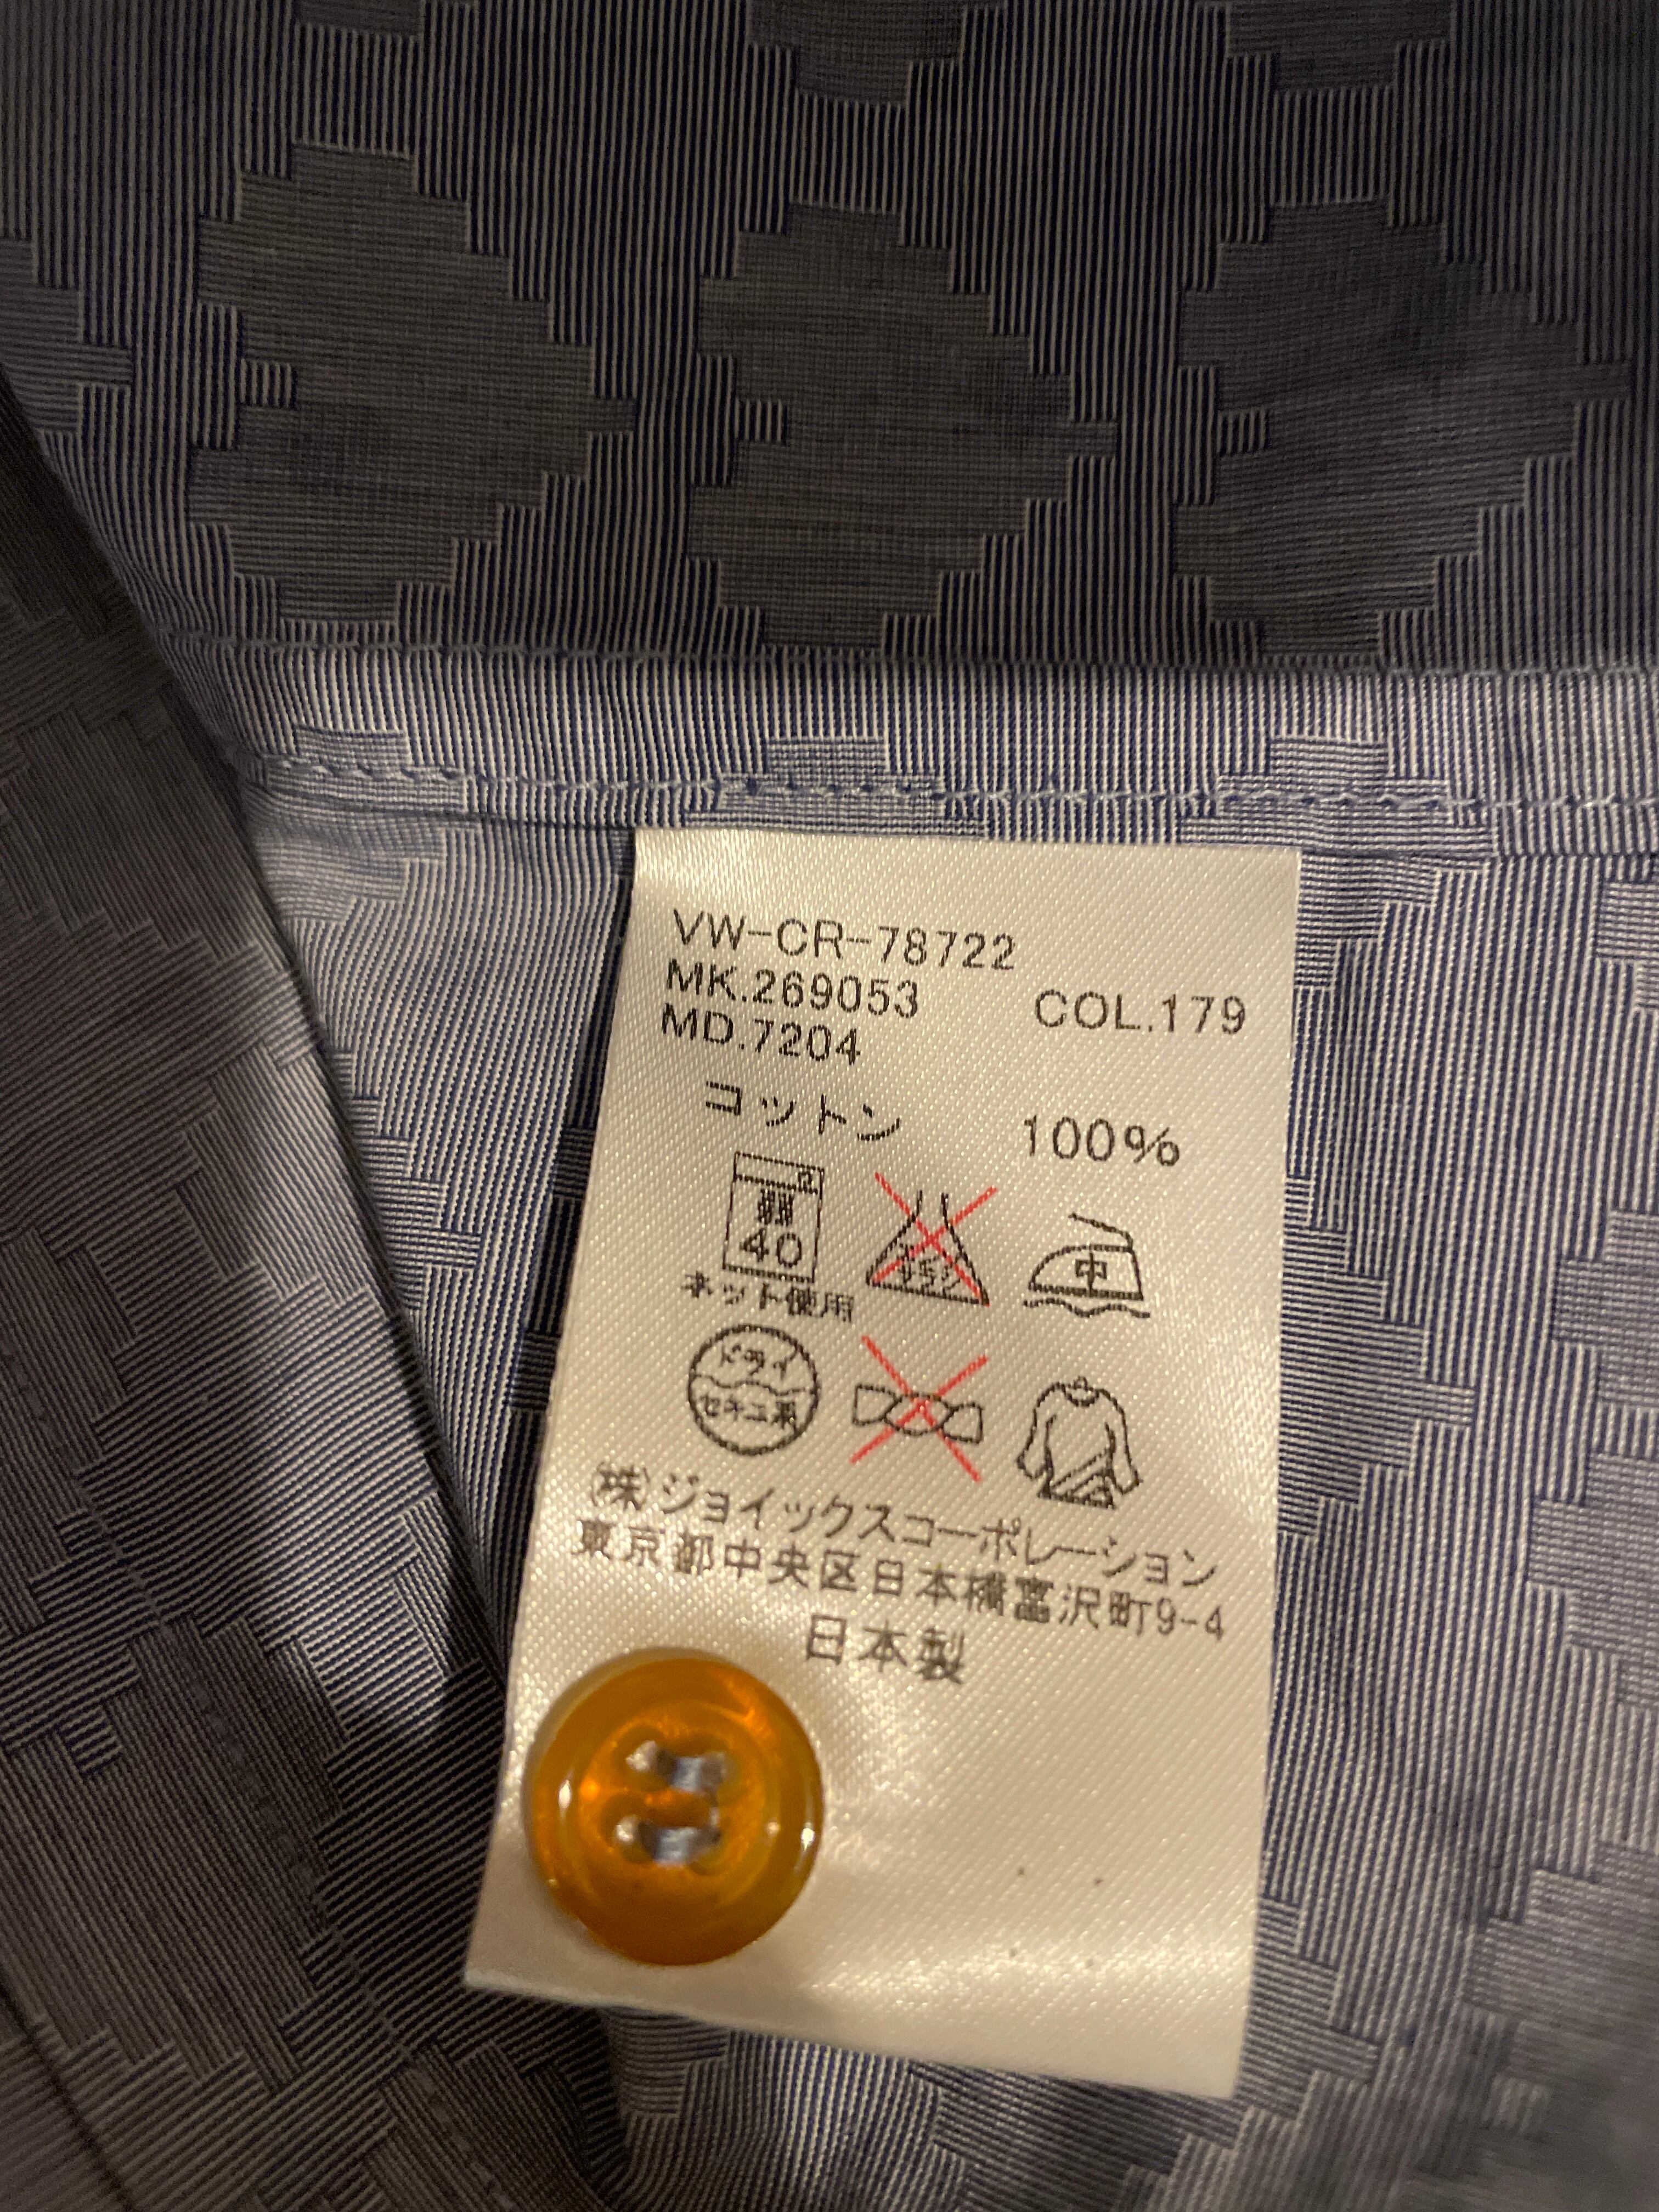 VW-CR-78722
MK.269053 COL.179
MD.7204
コットン 100%
弱
40
中
ネット使用
ドライ
セキユ系
(株)ジョイックスコーポレーション
東京都中央区日本橋富沢町9-4
日本製